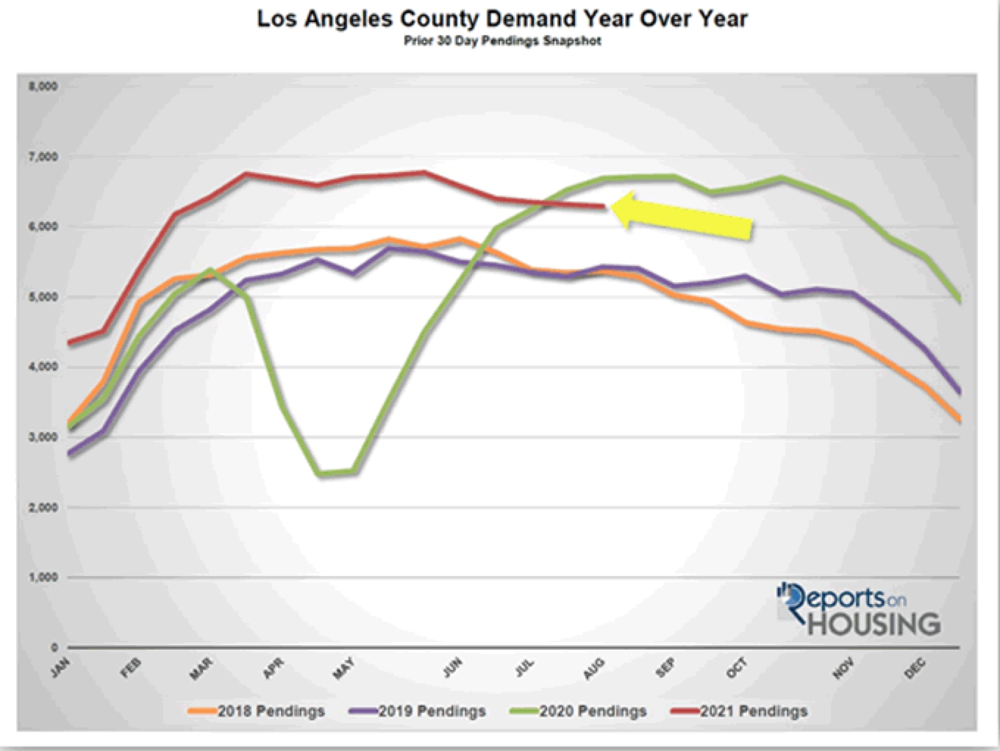 Los Angeles County Demand Year Over Year
Prior 30 Day Pendings Snapshot
8,000
7,000
6,000
5,000
4,000
3,000
2,000
1,000
0
JAN FEB MAR APR MAY JUN JUL AUG SEP OCT NOV DEC
Reports on
HOUSING
2018 Pendings 2019 Pendings 2020 Pendings 2021 Pendings